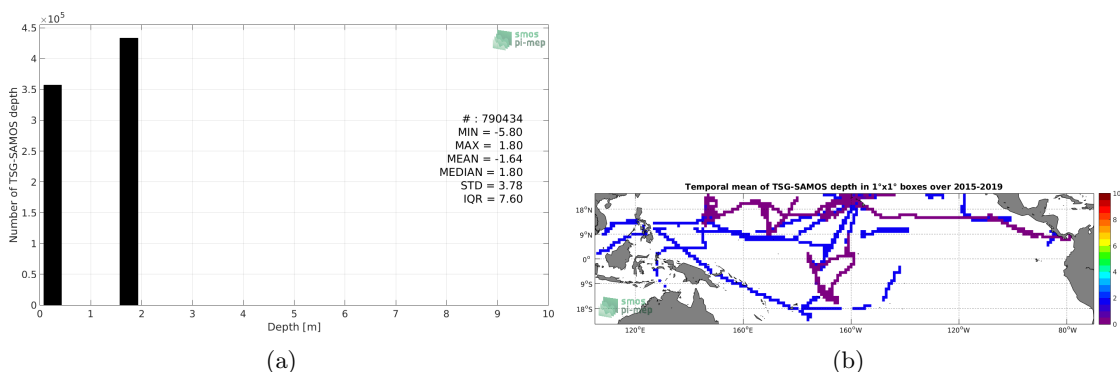 ×10⁵
4.5
4
3.5
3
2.5
2
1.5
1
0.5
0
Number of TSG-SAMOS depth
smos
pi-mep
# : 790434
MIN = -5.80
MAX = 1.80
MEAN = -1.64
MEDIAN = 1.80
STD = 3.78
IQR = 7.60
0 1 2 3 4 5 6 7 8 9 10
Depth [m]
(a)
Temporal mean of TSG-SAMOS depth in 1°x1° boxes over 2015-2019
18°N
9°N
0°
9°S
18°S
smos
pi-mep
120°E 160°E 160°W 120°W 80°W
10
8
6
4
2
0
(b)